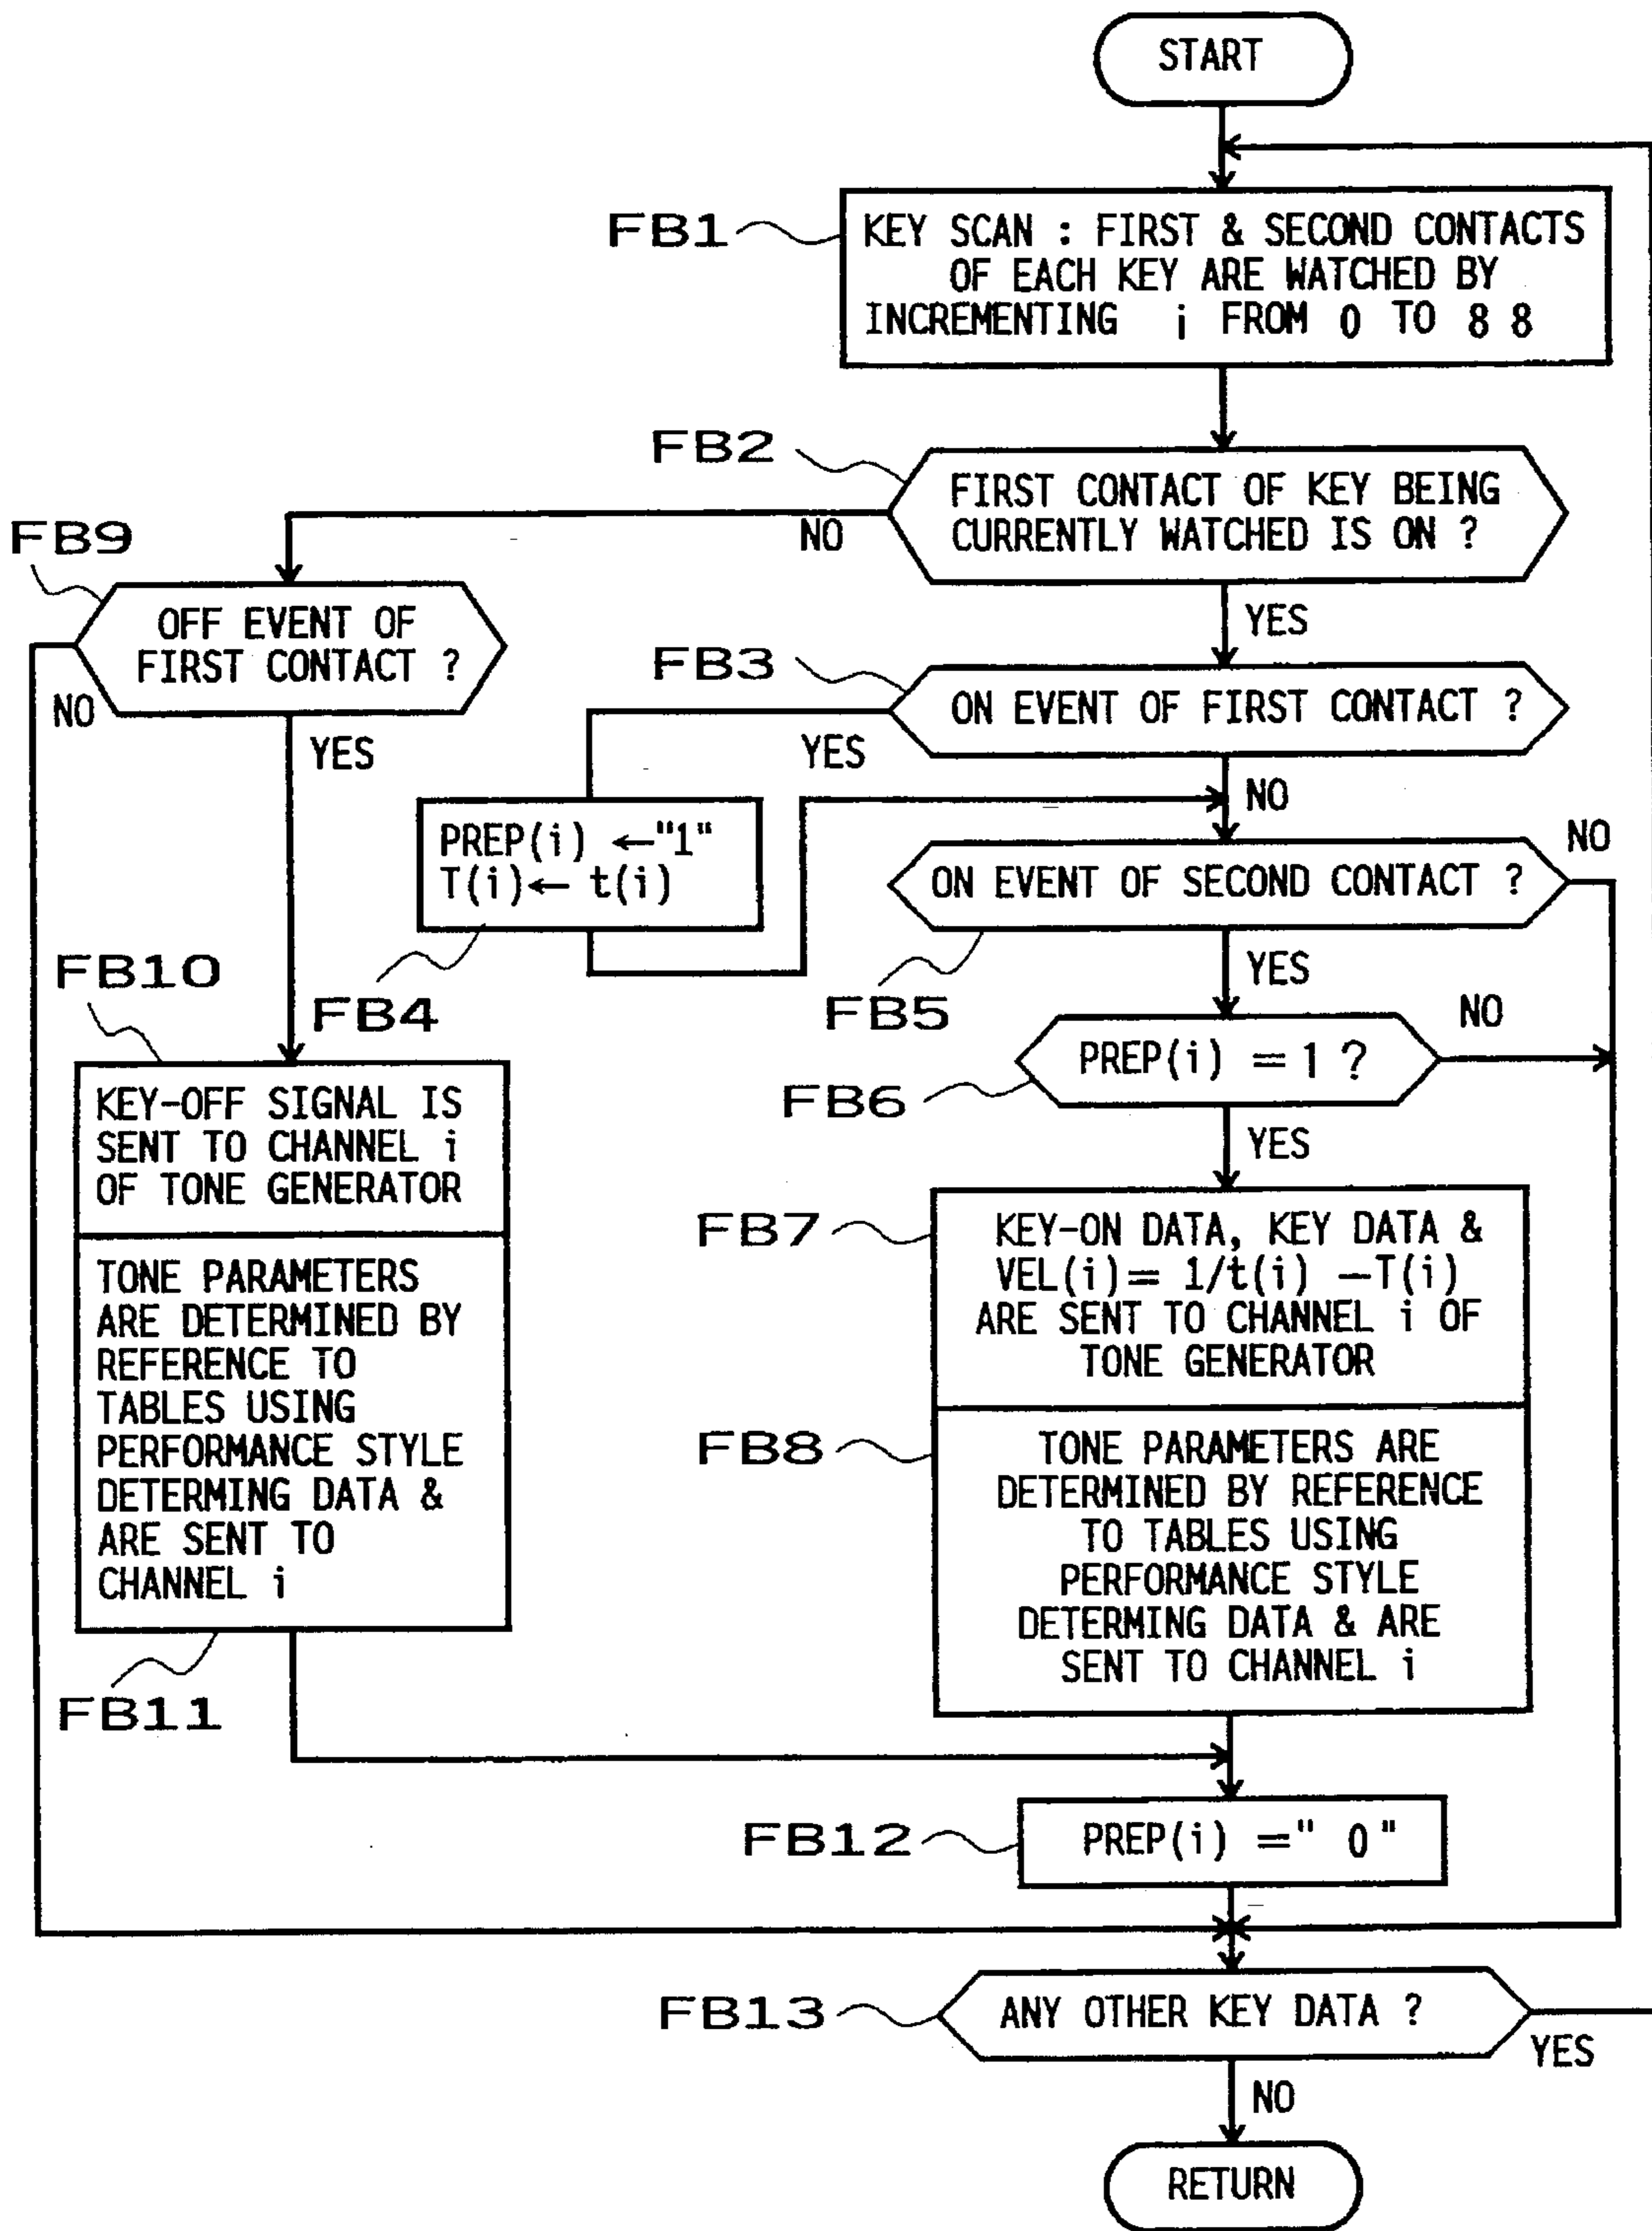 START
FB1
KEY SCAN : FIRST & SECOND CONTACTS
OF EACH KEY ARE WATCHED BY
INCREMENTING i FROM 0 TO 8 8
FB2
FIRST CONTACT OF KEY BEING
CURRENTLY WATCHED IS ON ?
NO
YES
FB9
OFF EVENT OF
FIRST CONTACT ?
NO
YES
FB3
ON EVENT OF FIRST CONTACT ?
YES
NO
PREP(i) ←"1"
T(i)← t(i)
FB4
ON EVENT OF SECOND CONTACT ?
NO
YES
FB5
PREP(i) = 1 ?
NO
FB6
YES
FB10
KEY-OFF SIGNAL IS
SENT TO CHANNEL i
OF TONE GENERATOR
TONE PARAMETERS
ARE DETERMINED BY
REFERENCE TO
TABLES USING
PERFORMANCE STYLE
DETERMING DATA &
ARE SENT TO
CHANNEL i
FB11
FB7
KEY-ON DATA, KEY DATA &
VEL(i)= 1/t(i) –T(i)
ARE SENT TO CHANNEL i OF
TONE GENERATOR
FB8
TONE PARAMETERS ARE
DETERMINED BY REFERENCE
TO TABLES USING
PERFORMANCE STYLE
DETERMING DATA & ARE
SENT TO CHANNEL i
FB12
PREP(i) =" 0"
FB13
ANY OTHER KEY DATA ?
YES
NO
RETURN